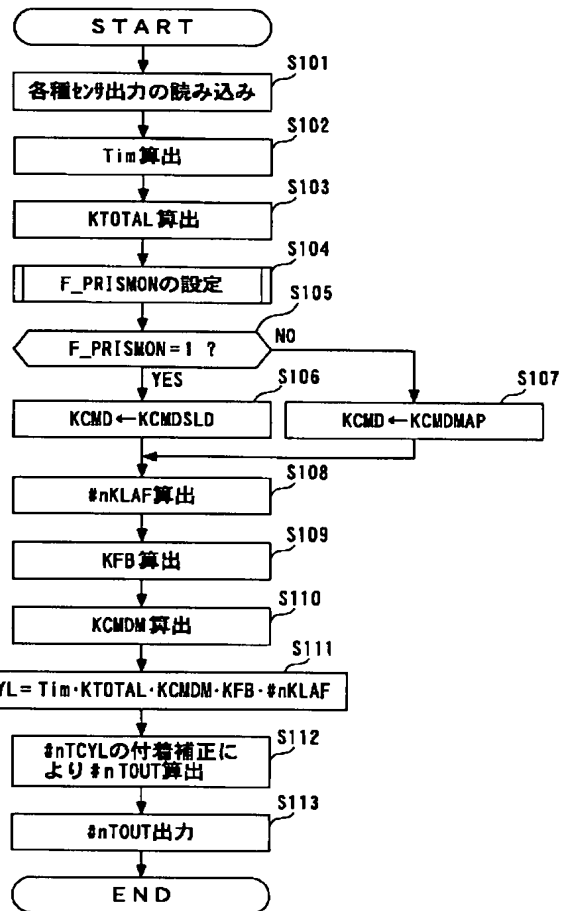 START
S101
各種センサ出力の読み込み
S102
Tim算出
S103
KTOTAL算出
S104
F_PRISMONの設定
S105
F_PRISMON=1 ?
NO
YES
S106
KCMD←KCMDSLD
S107
KCMD←KCMDMAP
S108
#nKLAF算出
S109
KFB算出
S110
KCMDM算出
S111
YL=Tim·KTOTAL·KCMDM·KFB·#nKLAF
S112
#nTCYLの付着補正に
より#nTOUT算出
S113
#nTOUT出力
END